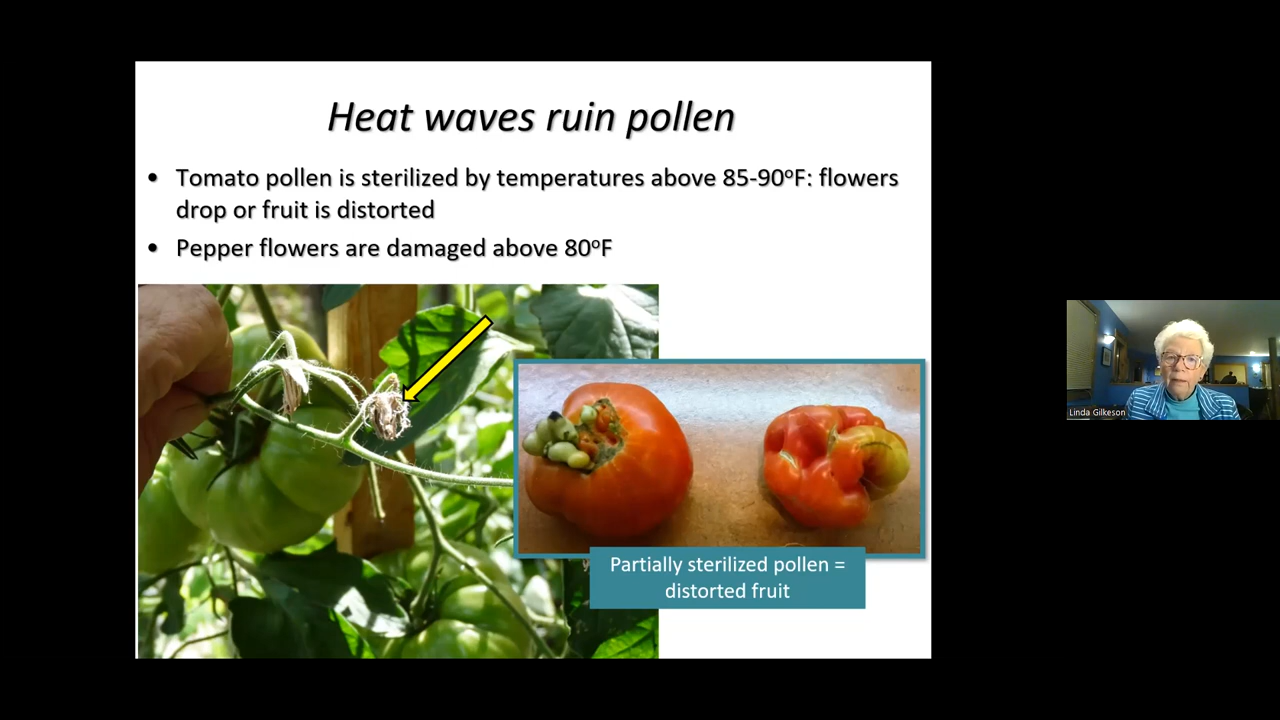 Heat waves ruin pollen
• Tomato pollen is sterilized by temperatures above 85-90ºF: flowers
drop or fruit is distorted
• Pepper flowers are damaged above 80ºF
Partially sterilized pollen =
distorted fruit
Linda Gilkeson